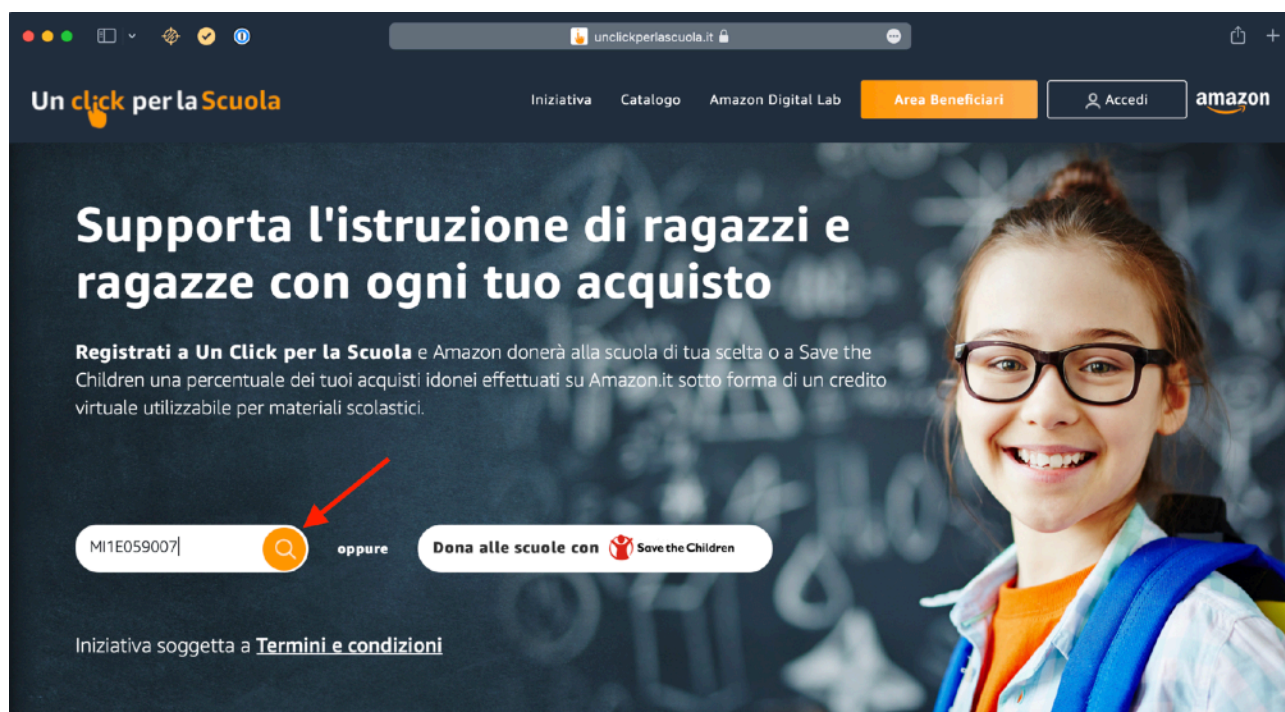 unclickperlascuola.it
Un click per la Scuola
Iniziativa
Catalogo
Amazon Digital Lab
Area Beneficiari
Accedi
amazon
Supporta l'istruzione di ragazzi e
ragazze con ogni tuo acquisto
Registrati a Un Click per la Scuola e Amazon donerà alla scuola di tua scelta o a Save the
Children una percentuale dei tuoi acquisti idonei effettuati su Amazon.it sotto forma di un credito
virtuale utilizzabile per materiali scolastici.
MI1E059007
oppure
Dona alle scuole con Save the Children
Iniziativa soggetta a Termini e condizioni